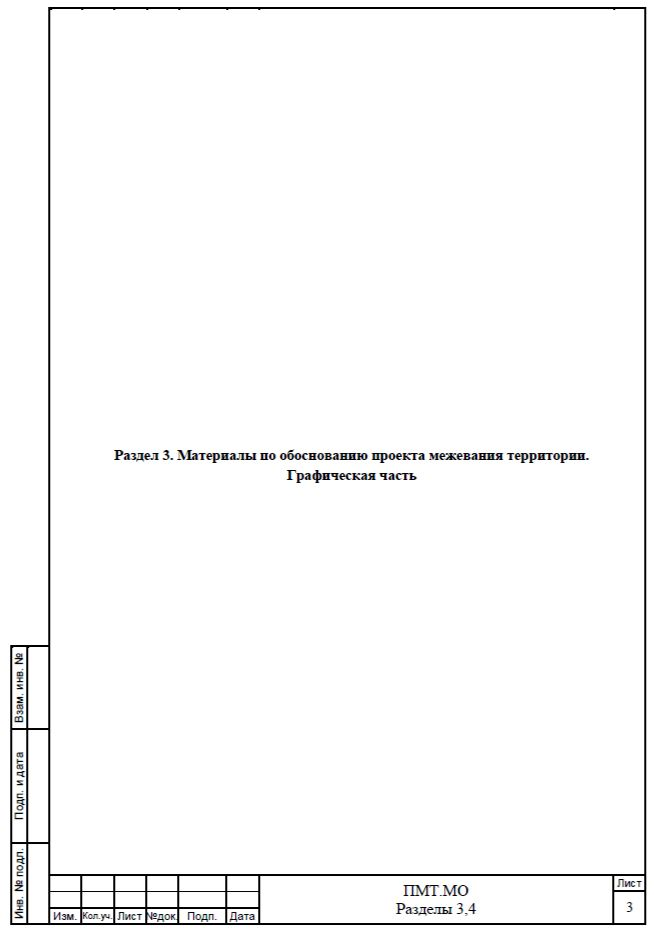 Раздел 3. Материалы по обоснованию проекта межевания территории.
Графическая часть
Взам. инв. №
Подп. и дата
Инв. № подл.
Изм. Кол.уч. Лист №док. Подп. Дата
ПМТ.МО
Разделы 3,4
Лист
3